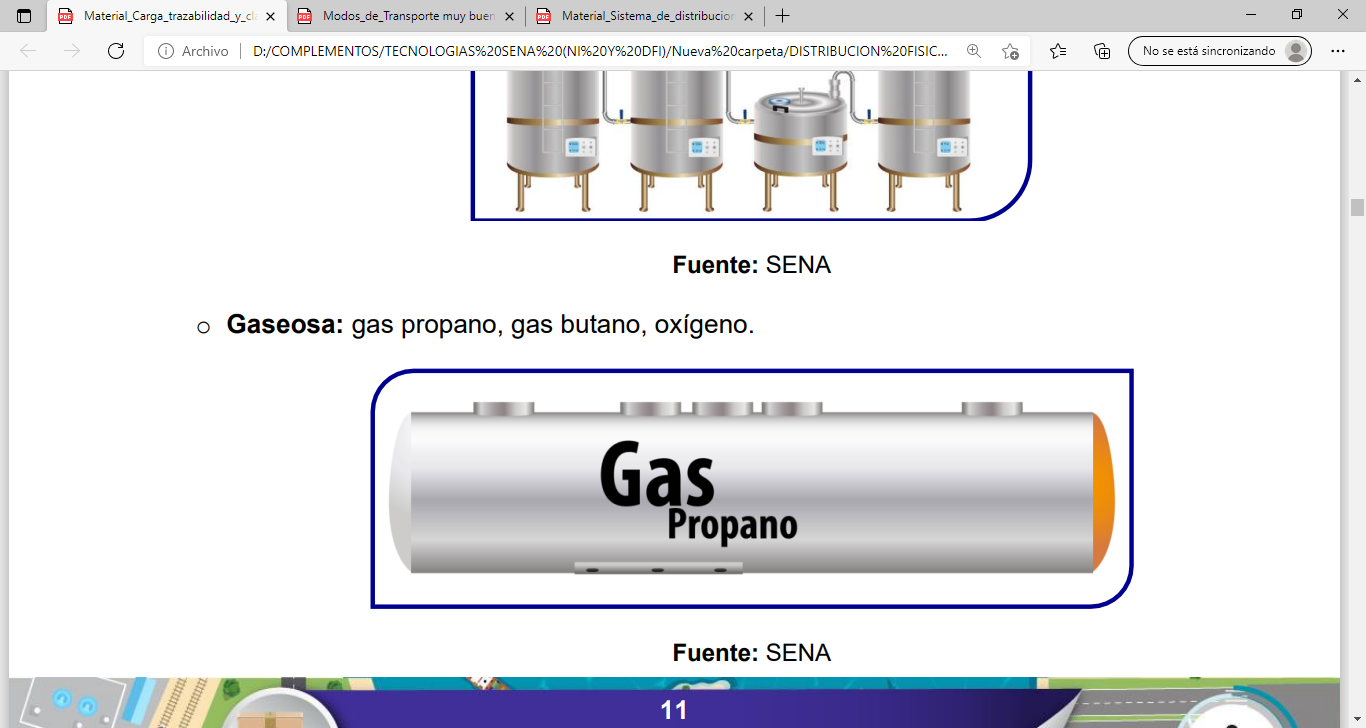 Material_Carga_trazabilidad_y_cla
Modos_de_Transporte muy buen
Material_Sistema_de_distribucion
Archivo
D:/COMPLEMENTOS/TECNOLOGIAS%20SENA%20(NI%20Y%20DFI)/Nueva%20carpeta/DISTRIBUCION%20FISIC...
No se está sincronizando
Fuente: SENA
o Gaseosa: gas propano, gas butano, oxígeno.
Gas
Propano
Fuente: SENA
11